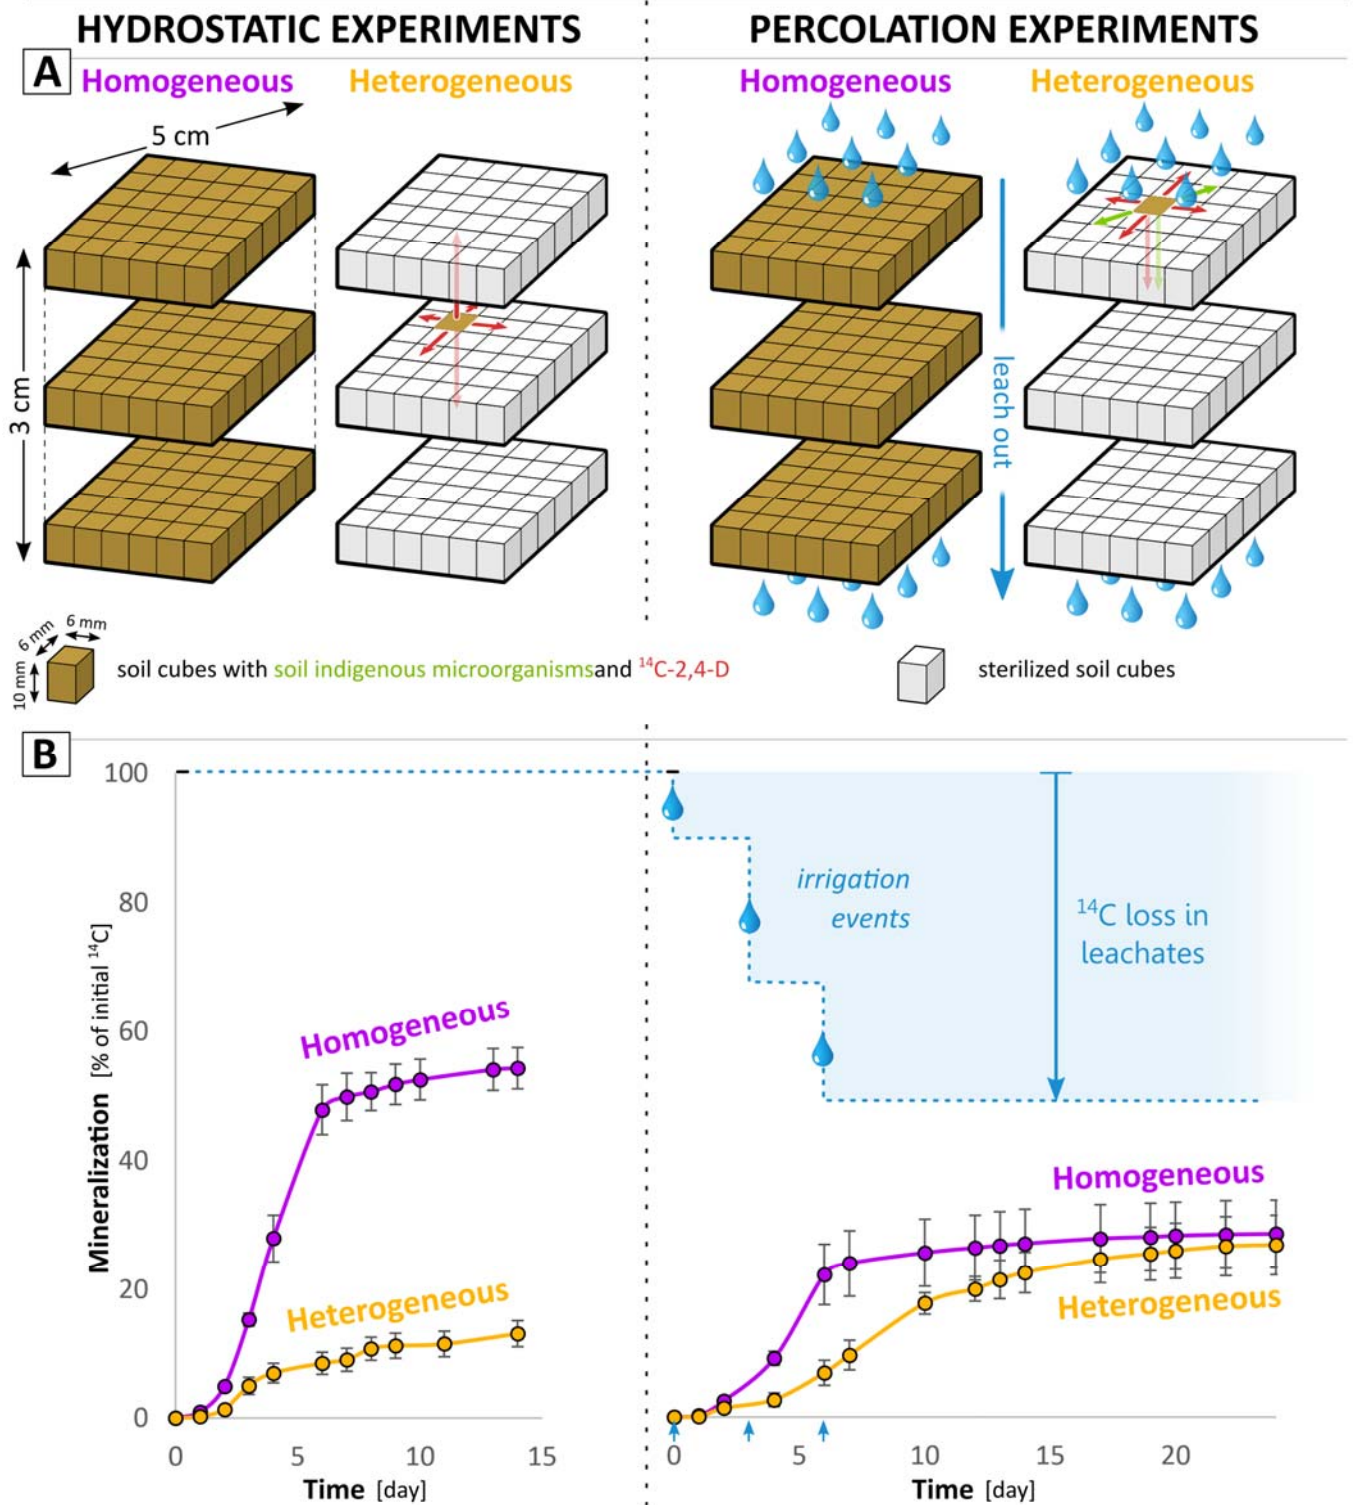 HYDROSTATIC EXPERIMENTS
PERCOLATION EXPERIMENTS
A
Homogeneous
Heterogeneous
Homogeneous
Heterogeneous
5 cm
3 cm
leach out
6 mm
6 mm
10 mm
soil cubes with soil indigenous microorganismsand ¹⁴C-2,4-D
sterilized soil cubes
B
Mineralization [% of initial ¹⁴C]
100
80
60
40
20
0
Homogeneous
Heterogeneous
0 5 10 15
Time [day]
irrigation
events
¹⁴C loss in
leachates
Homogeneous
Heterogeneous
0 5 10 15 20
Time [day]